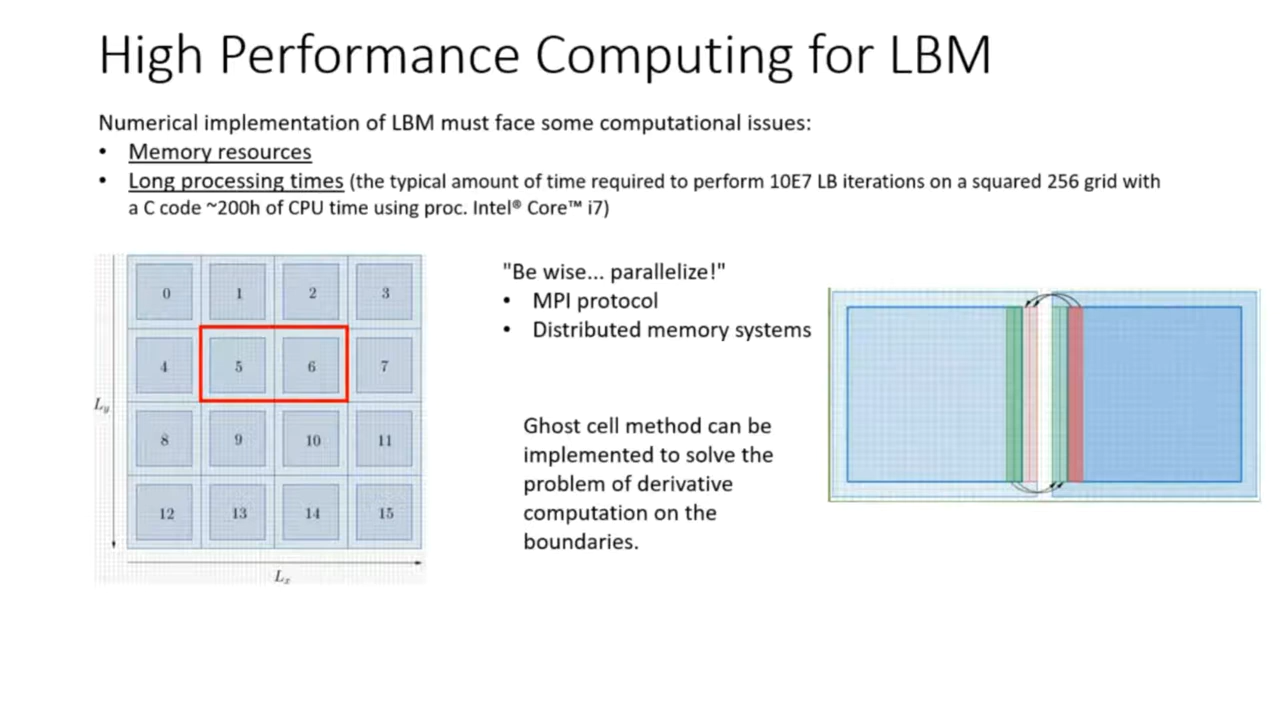 High Performance Computing for LBM
Numerical implementation of LBM must face some computational issues:
• Memory resources
• Long processing times (the typical amount of time required to perform 10E7 LB iterations on a squared 256 grid with
a C code ~200h of CPU time using proc. Intel® Core™ i7)
0 1 2 3
4 5 6 7
8 9 10 11
12 13 14 15
Ly
Lx
"Be wise... parallelize!"
• MPI protocol
• Distributed memory systems
Ghost cell method can be
implemented to solve the
problem of derivative
computation on the
boundaries.